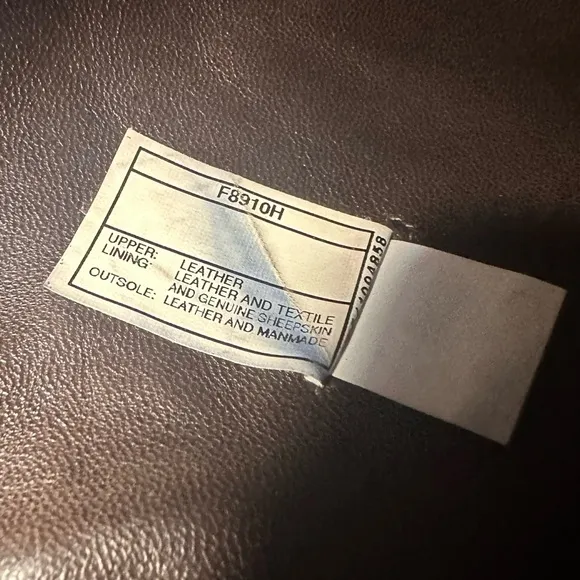 F8910H
UPPER: LEATHER
LINING: LEATHER AND TEXTILE
AND GENUINE SHEEPSKIN
OUTSOLE: LEATHER AND MANMADE